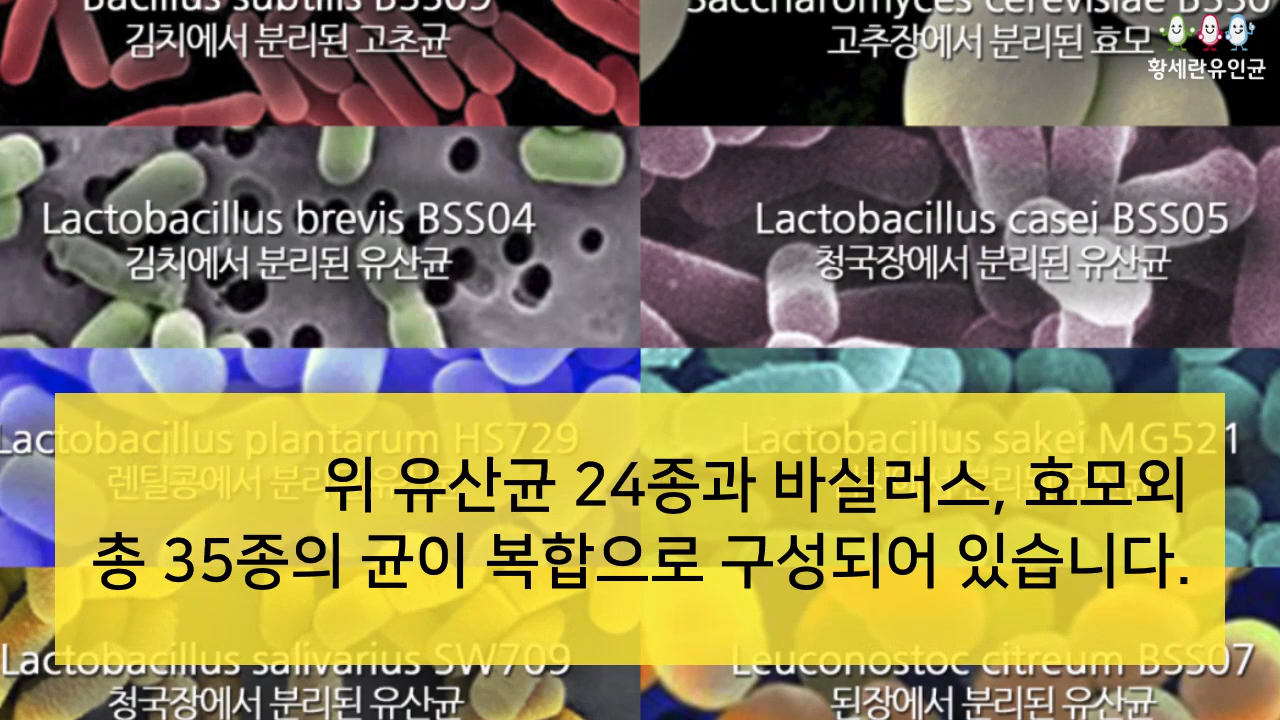 Bacillus subtilis BSS09
김치에서 분리된 고초균
Saccharomyces cerevisiae BSS0
고추장에서 분리된 효모
황세란유인균
Lactobacillus brevis BSS04
김치에서 분리된 유산균
Lactobacillus casei BSS05
청국장에서 분리된 유산균
Lactobacillus plantarum HS729
렌틸콩에서 분리
Lactobacillus sakei MG521
위 유산균 24종과 바실러스, 효모외
총 35종의 균이 복합으로 구성되어 있습니다.
Lactobacillus salivarius SW709
청국장에서 분리된 유산균
Leuconostoc citreum BSS07
된장에서 분리된 유산균